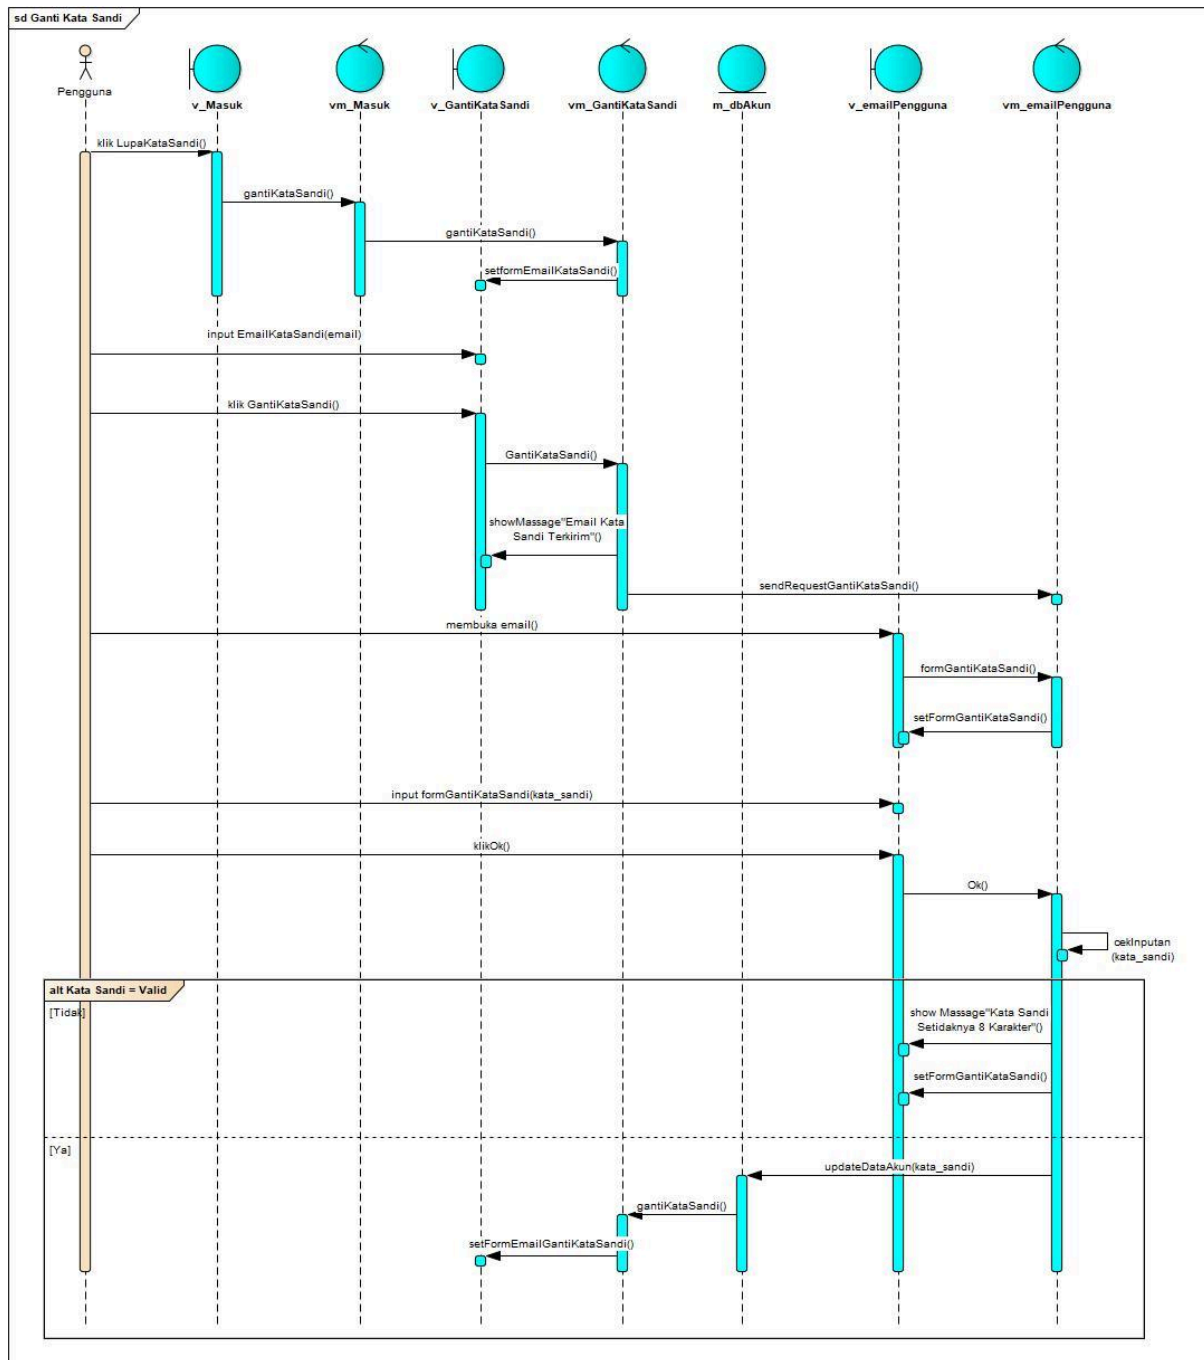 sd Ganti Kata Sandi
Pengguna
v_Masuk
vm_Masuk
v_GantiKataSandi
vm_GantiKataSandi
m_dbAkun
v_emailPengguna
vm_emailPengguna
klik LupaKataSandi()
gantiKataSandi()
gantiKataSandi()
setformEmailKataSandi()
input EmailKataSandi(email)
klik GantiKataSandi()
GantiKataSandi()
showMassage"Email Kata
Sandi Terkirim"()
sendRequestGantiKataSandi()
membuka email()
formGantiKataSandi()
setFormGantiKataSandi()
input formGantiKataSandi(kata_sandi)
klikOk()
Ok()
cekInputan
(kata_sandi)
alt Kata Sandi = Valid
[Tidak]
show Massage"Kata Sandi
Setidaknya 8 Karakter"()
setFormGantiKataSandi()
[Ya]
updateDataAkun(kata_sandi)
gantiKataSandi()
setFormEmailGantiKataSandi()